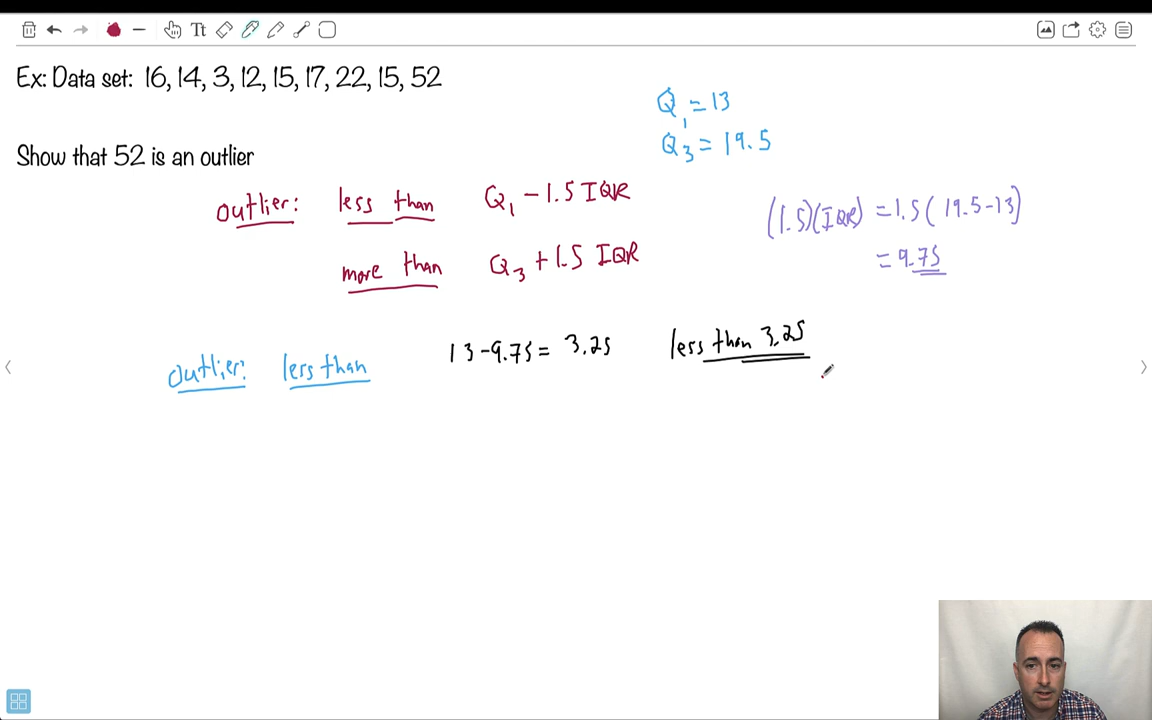 Tt
Ex: Data set: 16, 14, 3, 12, 15, 17, 22, 15, 52
Q1 = 13
Q3 = 19.5
Show that 52 is an outlier
outlier: less than Q1 - 1.5 IQR
(1.5)(IQR) = 1.5(19.5-13)
more than Q3 + 1.5 IQR
= 9.75
outlier: less than 13-9.75 = 3.25 less than 3.25